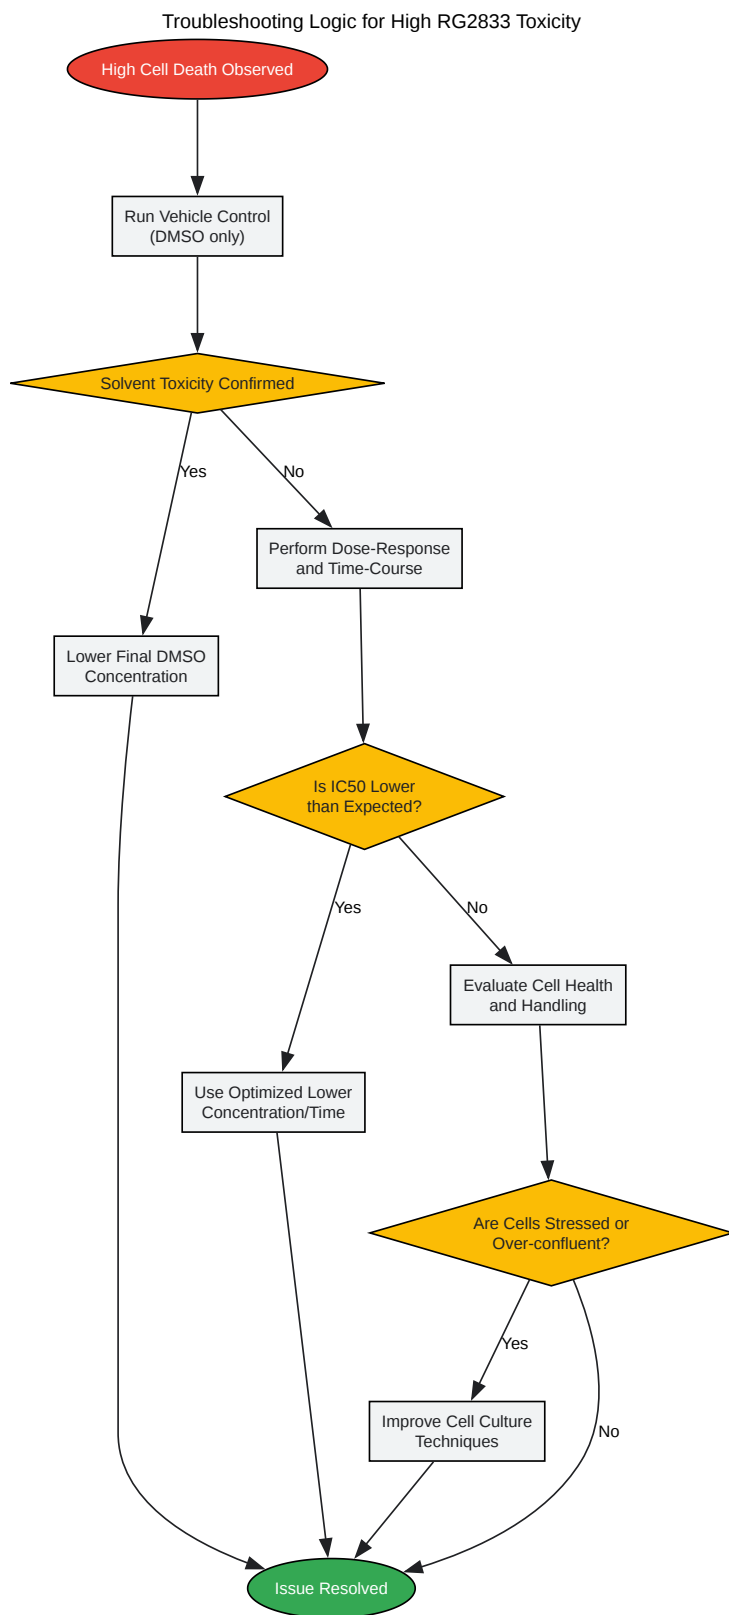 Troubleshooting Logic for High RG2833 Toxicity
High Cell Death Observed
Run Vehicle Control
(DMSO only)
Solvent Toxicity Confirmed
Yes
No
Perform Dose-Response
and Time-Course
Lower Final DMSO
Concentration
Is IC50 Lower
than Expected?
Yes
No
Evaluate Cell Health
and Handling
Use Optimized Lower
Concentration/Time
Are Cells Stressed or
Over-confluent?
Yes
Improve Cell Culture
Techniques
No
Issue Resolved